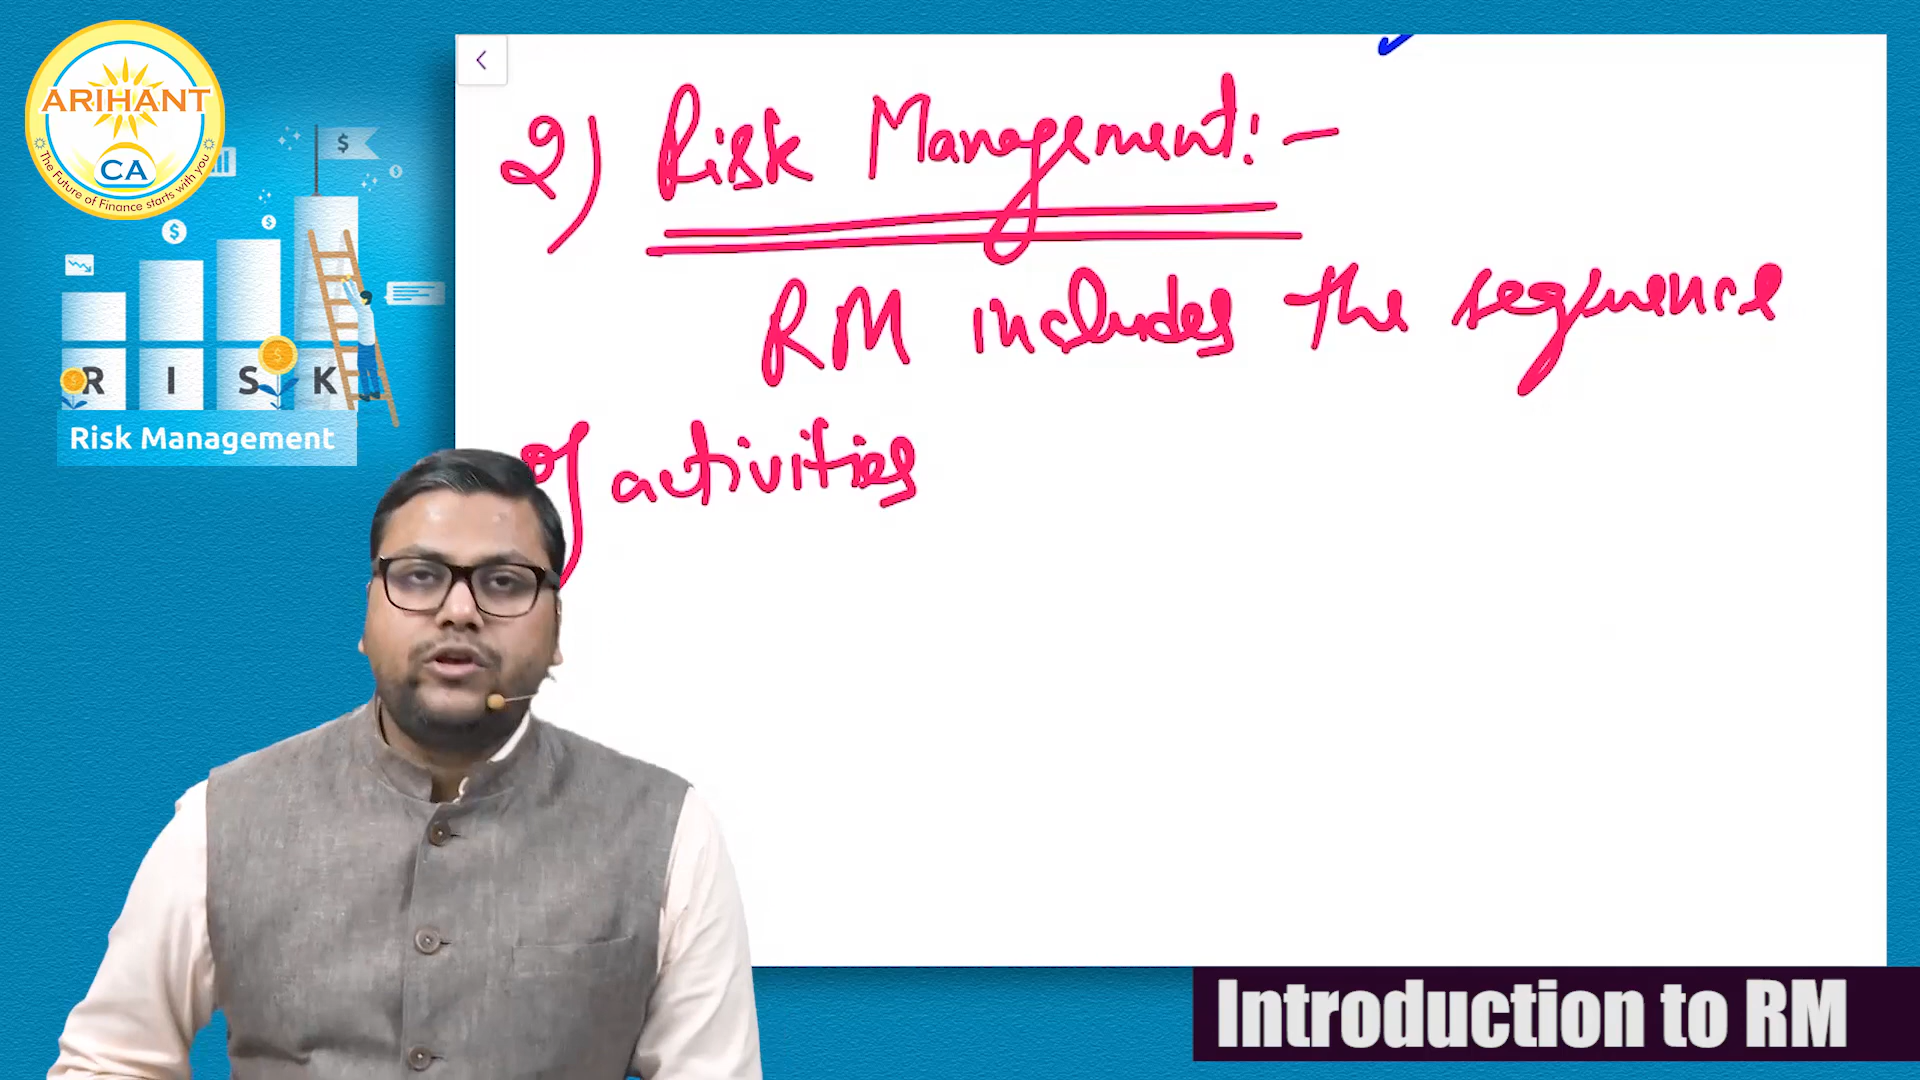 ARIHANT
CA
The Future of Finance starts with you
R I S K
Risk Management
2) Risk Management:-
RM includes the sequence
of activities
Introduction to RM